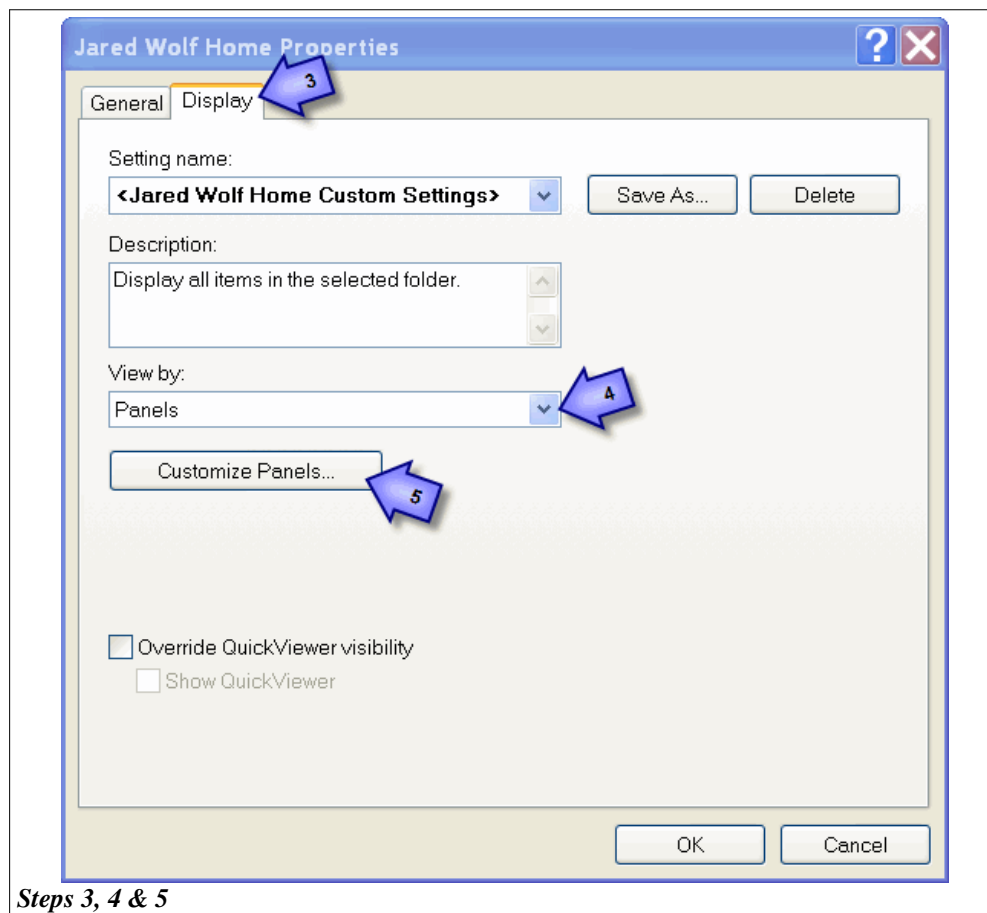 Jared Wolf Home Properties
?
3
General Display
Setting name:
<Jared Wolf Home Custom Settings> Save As... Delete
Description:
Display all items in the selected folder.
View by:
Panels
4
Customize Panels...
5
Override QuickViewer visibility
Show QuickViewer
OK Cancel
Steps 3, 4 & 5